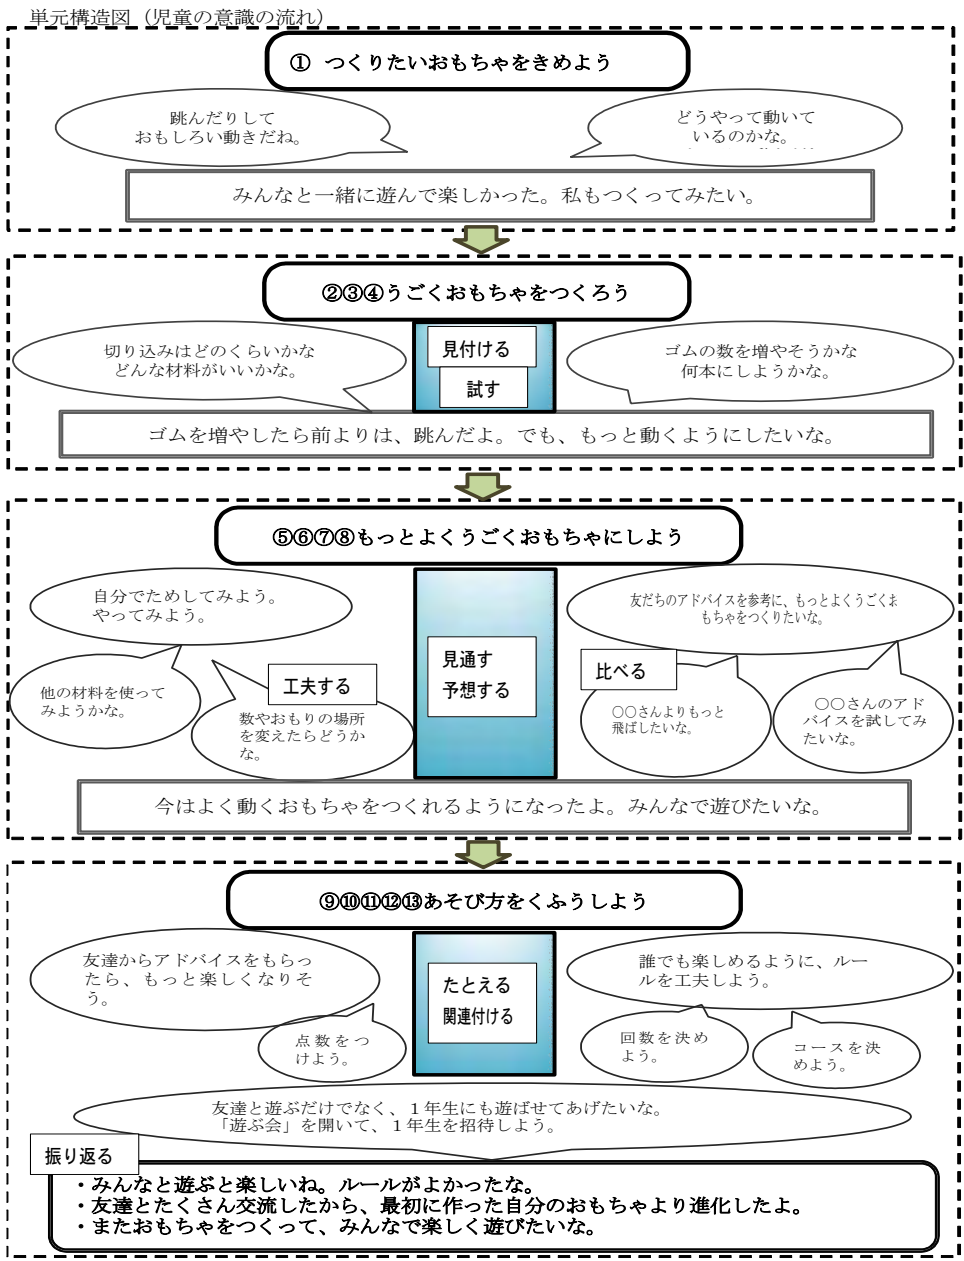 単元構造図（児童の意識の流れ）
① つくりたいおもちゃをきめよう
跳んだりして
おもしろい動きだね。
どうやって動いて
いるのかな。
みんなと一緒に遊んで楽しかった。私もつくってみたい。
②③④うごくおもちゃをつくろう
切り込みはどのくらいかな
どんな材料がいいかな。
見付ける
試す
ゴムの数を増やそうかな
何本にしようかな。
ゴムを増やしたら前よりは、跳んだよ。でも、もっと動くようにしたいな。
⑤⑥⑦⑧もっとよくうごくおもちゃにしよう
自分でためしてみよう。
やってみよう。
他の材料を使って
みようかな。
工夫する
数やおもりの場所
を変えたらどうか
な。
見通す
予想する
友だちのアドバイスを参考に、もっとよくうごくお
もちゃをつくりたいな。
比べる
〇〇さんよりもっと
飛ばしたいな。
〇〇さんのアド
バイスを試してみ
たいな。
今はよく動くおもちゃをつくれるようになったよ。みんなで遊びたいな。
⑨⑩⑪⑫⑬あそび方をくふうしよう
友達からアドバイスをもらっ
たら、もっと楽しくなりそ
う。
点数をつ
けよう。
たとえる
関連付ける
誰でも楽しめるように、ルー
ルを工夫しよう。
回数を決め
よう。
コースを決
めよう。
友達と遊ぶだけでなく、１年生にも遊ばせてあげたいな。
「遊ぶ会」を開いて、１年生を招待しよう。
振り返る
・みんなと遊ぶと楽しいね。ルールがよかったな。
・友達とたくさん交流したから、最初に作った自分のおもちゃより進化したよ。
・またおもちゃをつくって、みんなで楽しく遊びたいな。